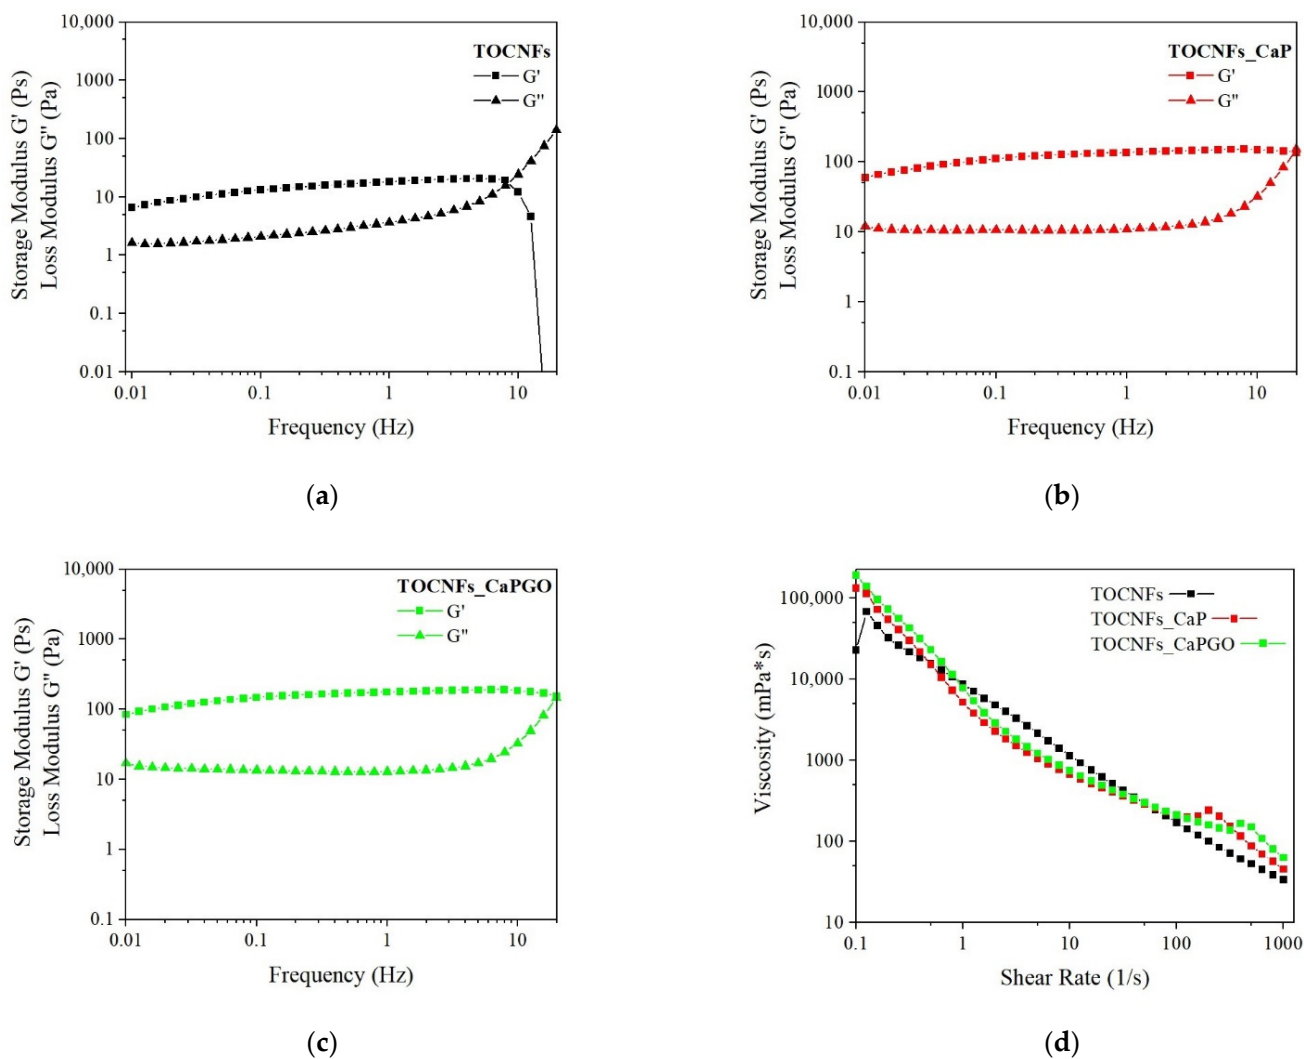 10,000
1000
100
10
1
0.1
0.01
Storage Modulus G' (Ps)
Loss Modulus G'' (Pa)
TOCNFs
G'
G''
0.01 0.1 1 10
Frequency (Hz)
(a)
10,000
1000
100
10
1
0.1
Storage Modulus G' (Ps)
Loss Modulus G'' (Pa)
TOCNFs_CaP
G'
G''
0.01 0.1 1 10
Frequency (Hz)
(b)
10,000
1000
100
10
1
0.1
Storage Modulus G' (Ps)
Loss Modulus G'' (Pa)
TOCNFs_CaPGO
G'
G''
0.01 0.1 1 10
Frequency (Hz)
(c)
100,000
10,000
1000
100
10
Viscosity (mPa*s)
TOCNFs
TOCNFs_CaP
TOCNFs_CaPGO
0.1 1 10 100 1000
Shear Rate (1/s)
(d)